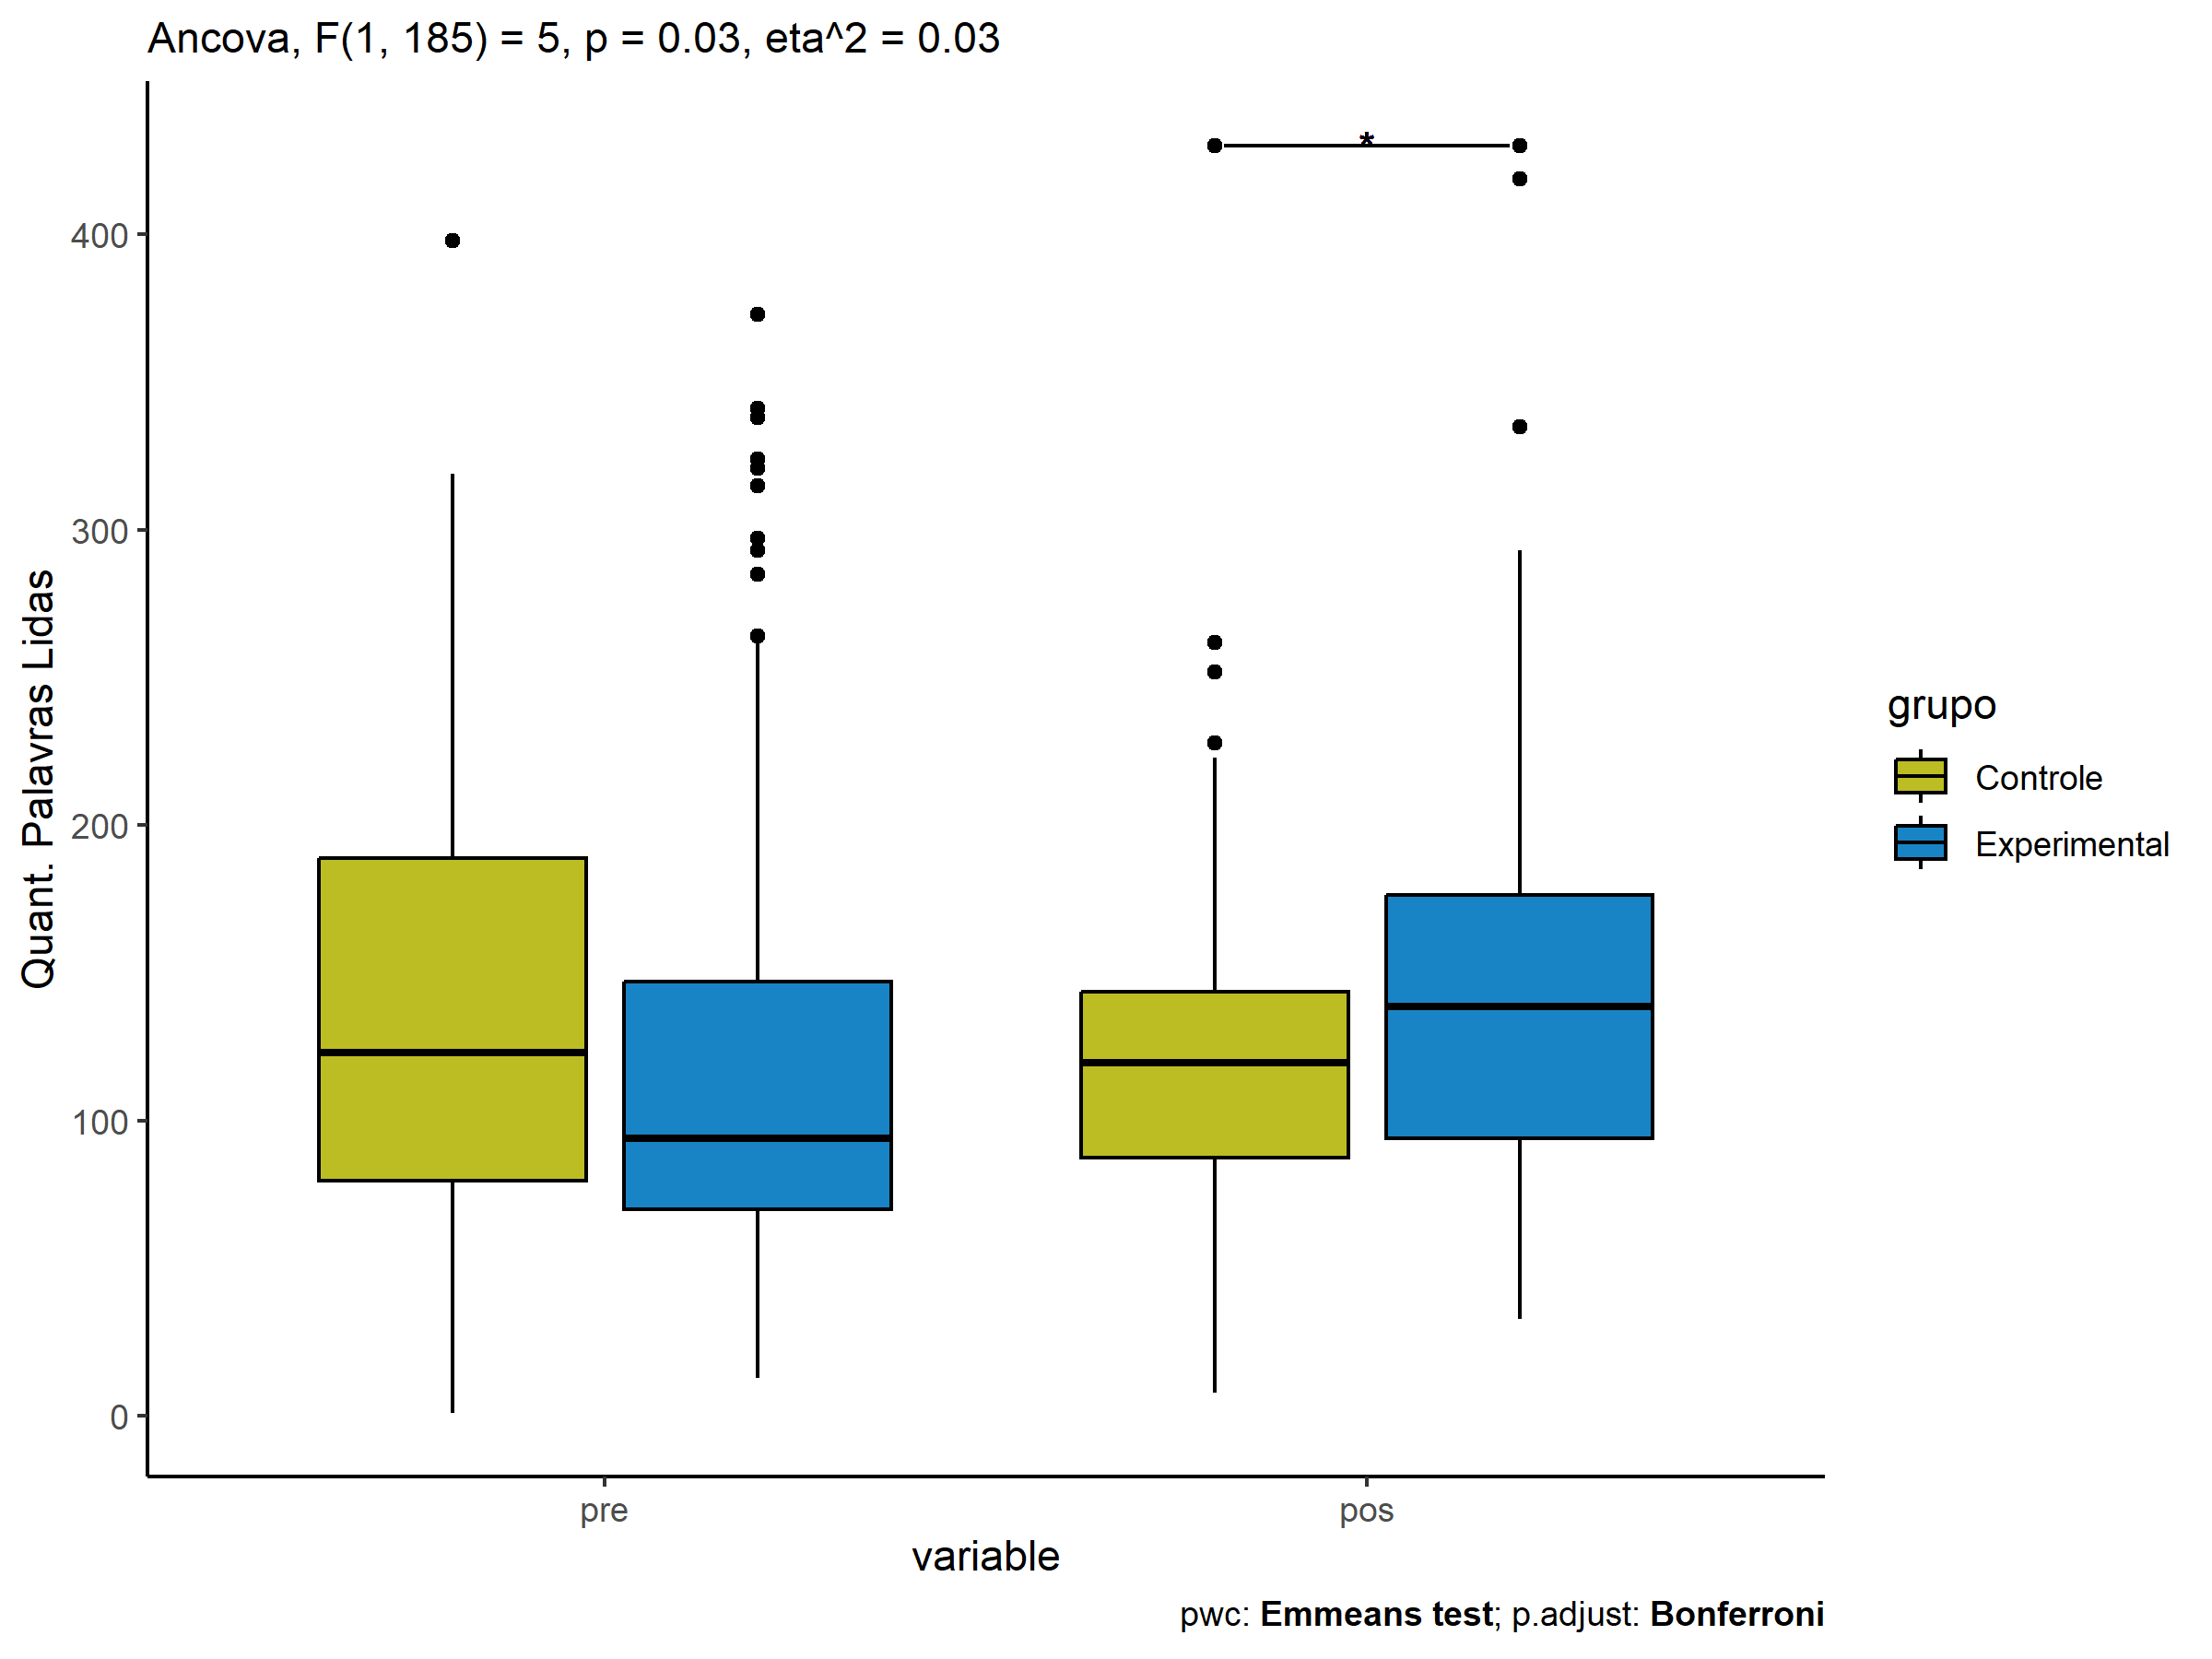 Ancova, F(1, 185) = 5, p = 0.03, eta^2 = 0.03
*
400
300
200
100
0
Quant. Palavras Lidas
pre
pos
variable
grupo
Controle
Experimental
pwc: Emmeans test; p.adjust: Bonferroni